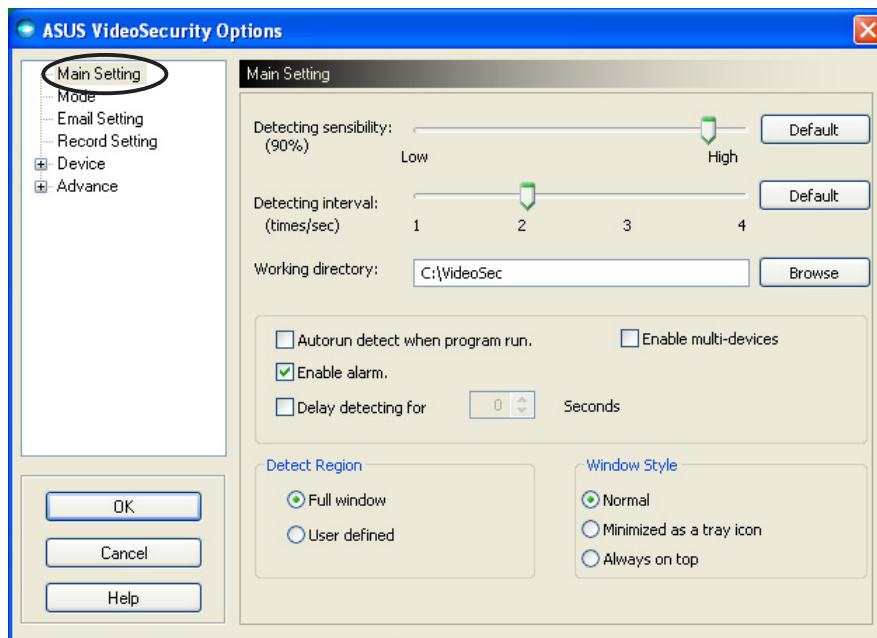 ASUS VideoSecurity Options
Main Setting
Mode
Email Setting
Record Setting
Device
Advance
OK
Cancel
Help
Main Setting
Detecting sensibility:
(90%)
Low
High
Default
Detecting interval:
(times/sec)
1 2 3 4
Default
Working directory:
C:\VideoSec
Browse
Autorun detect when program run.
Enable multi-devices
Enable alarm.
Delay detecting for 0 Seconds
Detect Region
Full window
User defined
Window Style
Normal
Minimized as a tray icon
Always on top